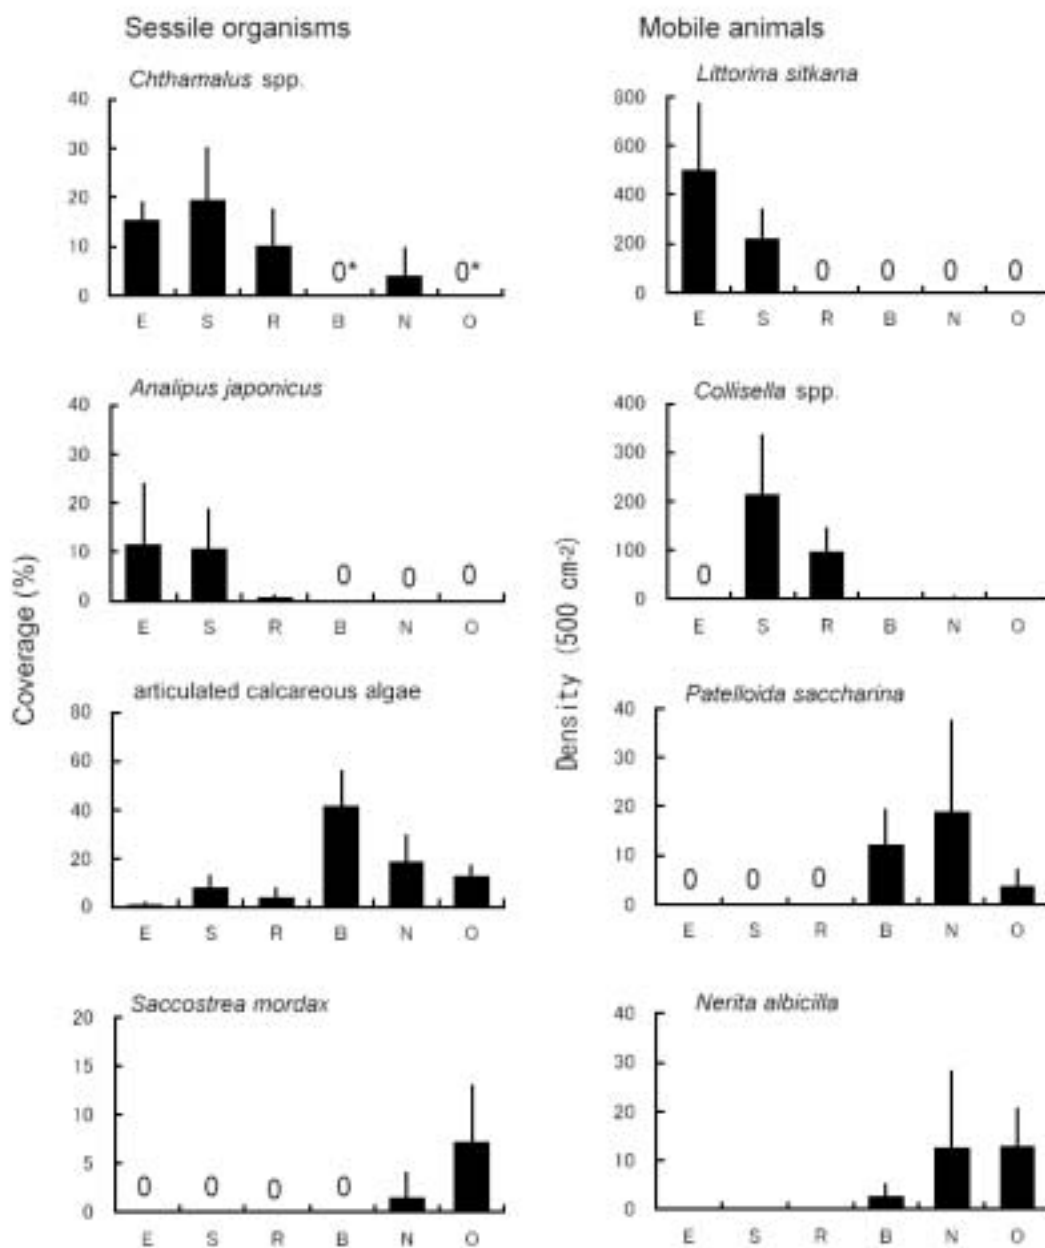 Sessile organisms
Chthamalus spp.
40
30
20
10
0
0*
0*
E S R B N O
Analipus japonicus
40
30
20
10
0
0 0 0
E S R B N O
articulated calcareous algae
80
60
40
20
0
E S R B N O
Saccostrea mordax
20
15
10
5
0
0 0 0 0
E S R B N O
Coverage (%)
Mobile animals
Littorina sitkana
800
600
400
200
0
0 0 0 0
E S R B N O
Collisella spp.
400
300
200
100
0
0
E S R B N O
Patelloida saccharina
40
30
20
10
0
0 0 0
E S R B N O
Nerita albicilla
40
30
20
10
0
E S R B N O
Density (500 cm-2)